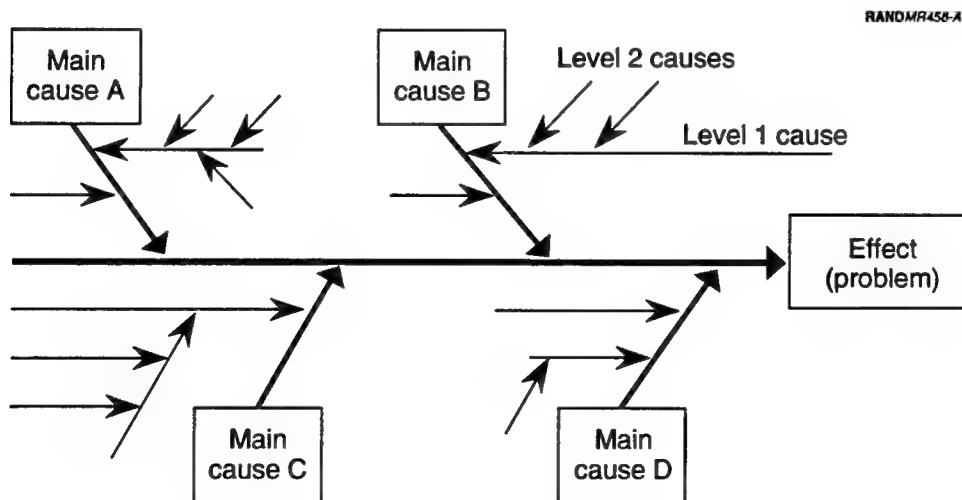 RANDMR458-A
Main
cause A
Main
cause B
Level 2 causes
Level 1 cause
Effect
(problem)
Main
cause C
Main
cause D